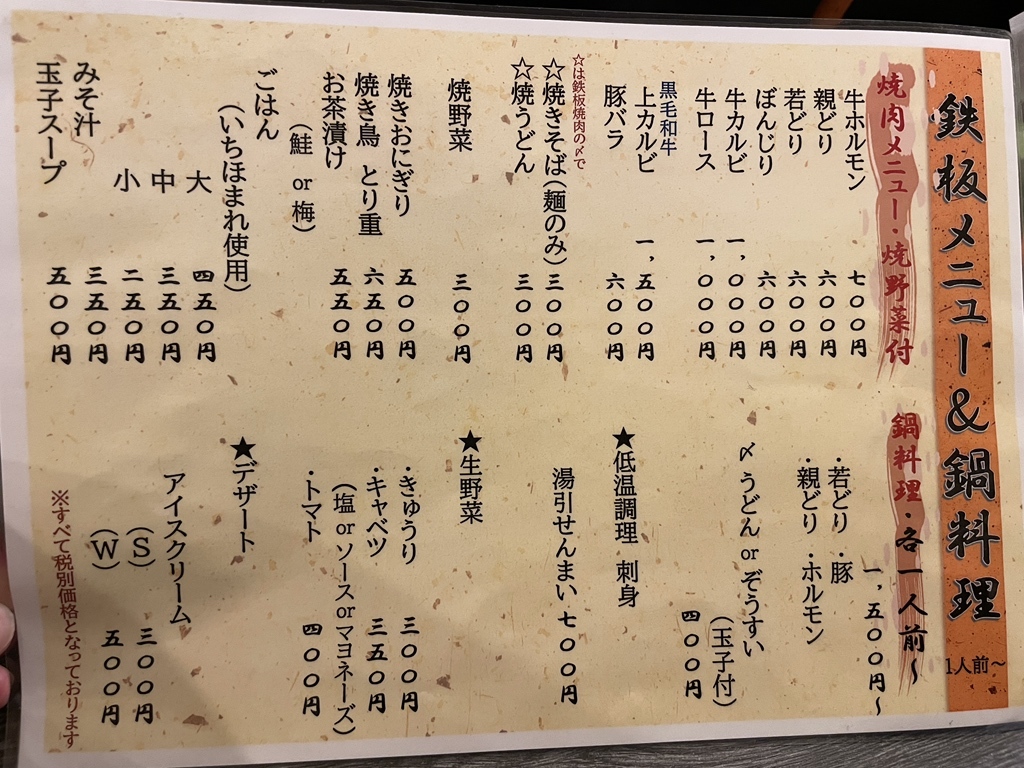 鉄板メニュー&鍋料理 1人前〜
焼肉メニュー・焼野菜付
牛ホルモン 七〇〇円
親どり 六〇〇円
若どり 六〇〇円
ぼんじり 六〇〇円
牛カルビ 一,〇〇〇円
牛ロース 一,〇〇〇円
黒毛和牛
上カルビ 一,五〇〇円
豚バラ 六〇〇円
☆は鉄板焼肉の〆で
☆焼きそば(麺のみ) 三〇〇円
☆焼うどん 三〇〇円
焼野菜 三〇〇円
焼きおにぎり 五〇〇円
焼き鳥 とり重 六五〇円
お茶漬け 五五〇円
(鮭 or 梅)
ごはん
(いちほまれ使用)
大 四五〇円
中 三五〇円
小 二五〇円
みそ汁 三五〇円
玉子スープ 五〇〇円
鍋料理・各一人前〜
一,五〇〇円〜
・若どり ・豚
・親どり ・ホルモン
〆 うどん or ぞうすい
(玉子付)
四〇〇円
★低温調理 刺身
湯引せんまい 七〇〇円
★生野菜
・きゅうり 三〇〇円
・キャベツ 三五〇円
(塩 or ソース or マヨネーズ)
・トマト 四〇〇円
★デザート
アイスクリーム
(S) 三〇〇円
(W) 五〇〇円
※すべて税別価格となっております